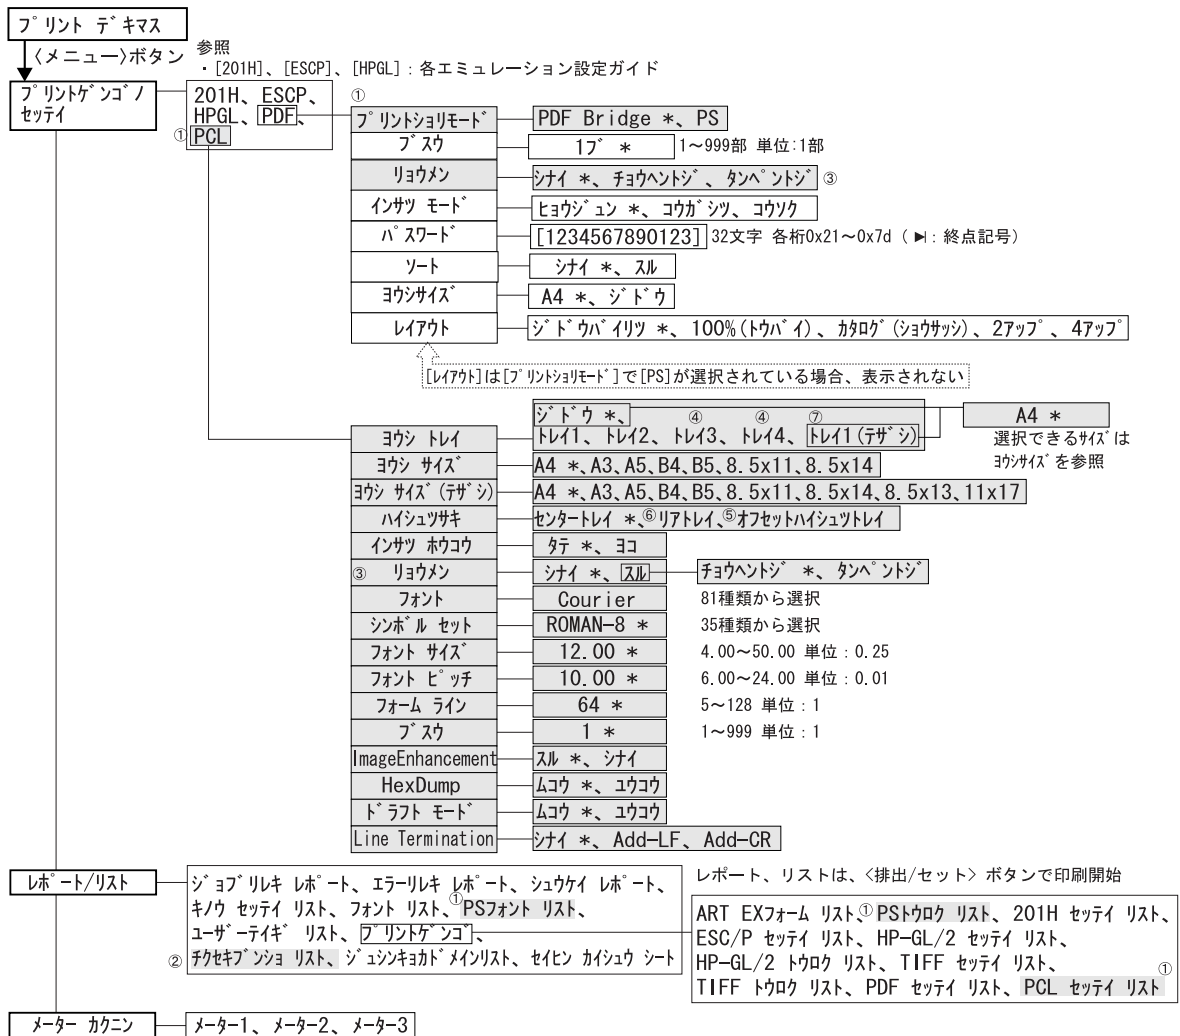 プリント デキマス
〈メニュー〉ボタン
参照
・[201H]、[ESCP]、[HPGL]：各エミュレーション設定ガイド
プリントゲンゴノ
セッテイ
201H、ESCP、
HPGL、PDF、
①PCL
①
プリントショリモード PDF Bridge *、PS
ブスウ 1ブ * 1～999部 単位:1部
リョウメン シナイ *、チョウヘントジ、タンペントジ ③
インサツ モード ヒョウジュン *、コウガシツ、コウソク
パスワード [1234567890123] 32文字 各桁0x21～0x7d（▶|：終点記号）
ソート シナイ *、スル
ヨウシサイズ A4 *、ジドウ
レイアウト ジドウバイリツ *、100%(トウバイ)、カタログ(ショウサッシ)、2アップ、4アップ
[レイアウト]は[プリントショリモード]で[PS]が選択されている場合、表示されない
ジドウ *、 ④ ④ ⑦ A4 *
ヨウシ トレイ トレイ1、トレイ2、トレイ3、トレイ4、トレイ1(テザシ) 選択できるサイズは
ヨウシサイズを参照
ヨウシ サイズ A4 *、A3、A5、B4、B5、8.5x11、8.5x14
ヨウシ サイズ(テザシ) A4 *、A3、A5、B4、B5、8.5x11、8.5x14、8.5x13、11x17
ハイシュツサキ センタートレイ *、⑥リアトレイ、⑤オフセットハイシュツトレイ
インサツ ホウコウ タテ *、ヨコ
③ リョウメン シナイ *、スル チョウヘントジ *、タンペントジ
フォント Courier 81種類から選択
シンボル セット ROMAN-8 * 35種類から選択
フォント サイズ 12.00 * 4.00～50.00 単位：0.25
フォント ピッチ 10.00 * 6.00～24.00 単位：0.01
フォーム ライン 64 * 5～128 単位：1
ブスウ 1 * 1～999 単位：1
ImageEnhancement スル *、シナイ
HexDump ムコウ *、ユウコウ
ドラフト モード ムコウ *、ユウコウ
Line Termination シナイ *、Add-LF、Add-CR
レポート/リスト
ジョブリレキ レポート、エラーリレキ レポート、シュウケイ レポート、
キノウ セッテイ リスト、フォント リスト、①PSフォント リスト、
ユーザーテイギ リスト、プリントゲンゴ、
②チクセキブンショ リスト、ジュシンキョカドメインリスト、セイヒン カイシュウ シート
レポート、リストは、〈排出/セット〉ボタンで印刷開始
ART EXフォーム リスト、①PSトウロク リスト、201H セッテイ リスト、
ESC/P セッテイ リスト、HP-GL/2 セッテイ リスト、
HP-GL/2 トウロク リスト、TIFF セッテイ リスト、 ①
TIFF トウロク リスト、PDF セッテイ リスト、PCL セッテイ リスト
メーター カクニン メーター1、メーター2、メーター3